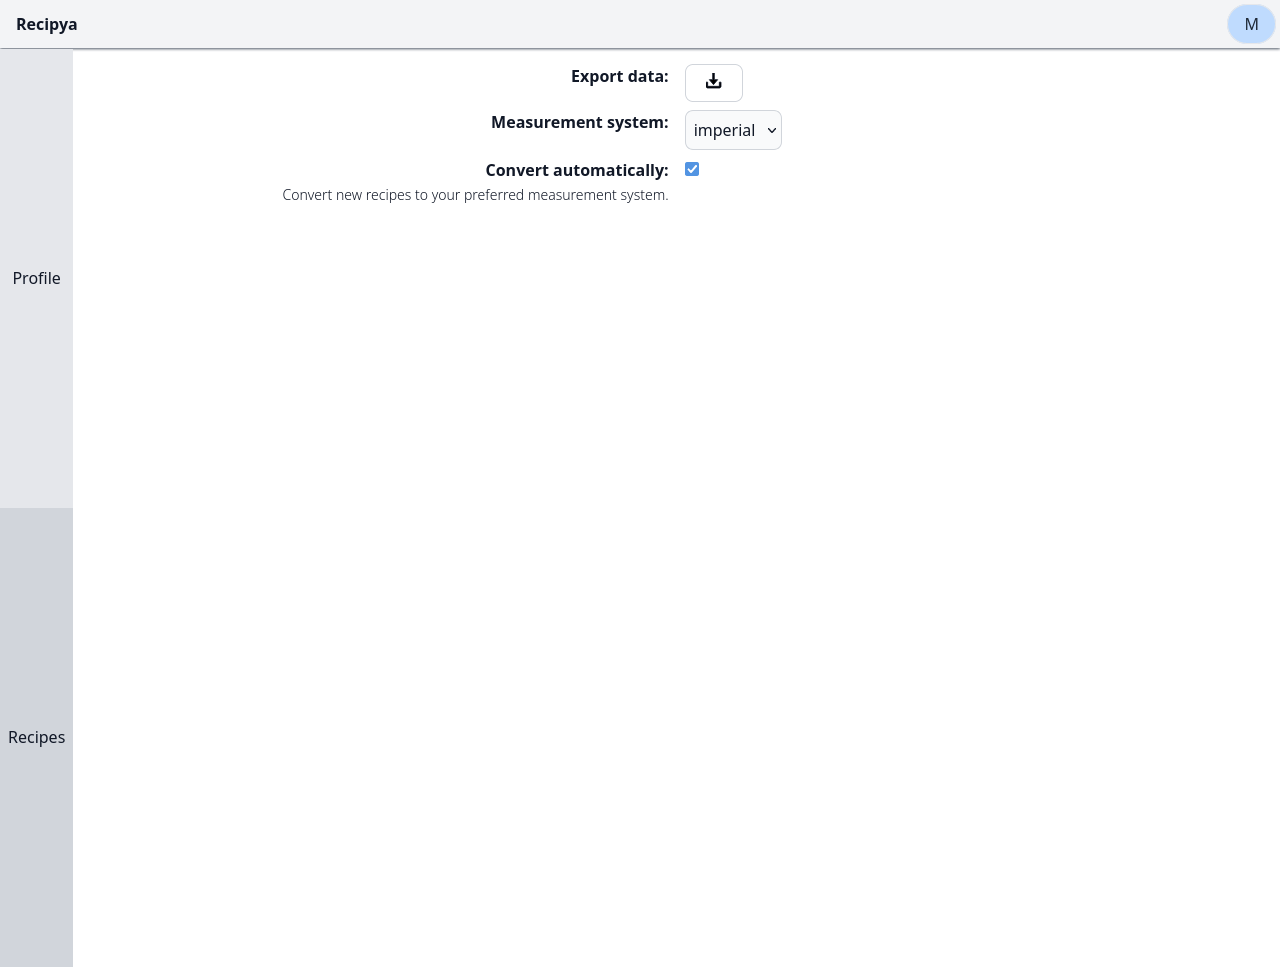 Recipya
M
Export data:
Measurement system:
imperial
Convert automatically:
Convert new recipes to your preferred measurement system.
Profile
Recipes